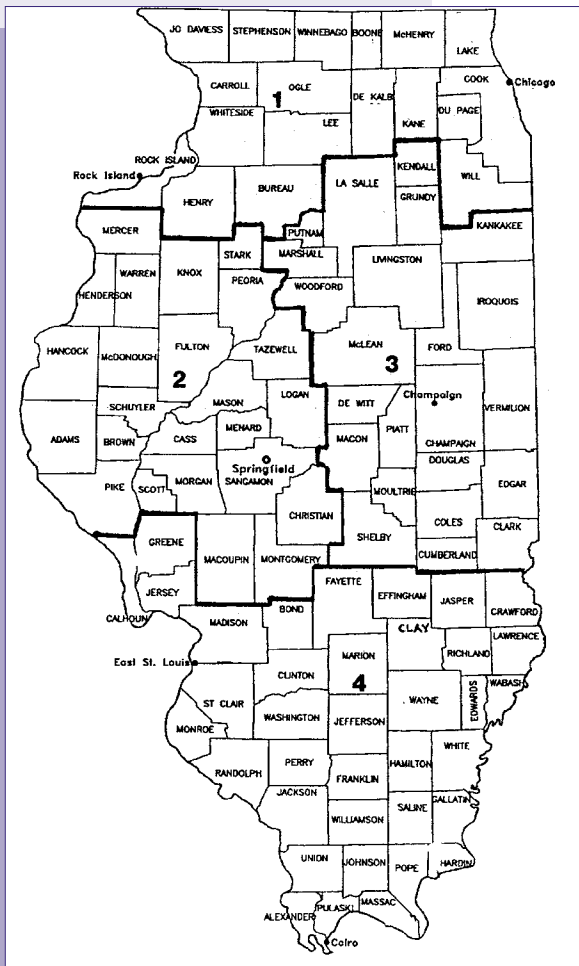 JO DAVIESS STEPHENSON WINNEBAGO BOONE McHENRY
LAKE
CARROLL OGLE COOK Chicago
1
DE KALB
WHITESIDE KANE DU PAGE
LEE
ROCK ISLAND
Rock Island BUREAU LA SALLE KENDALL WILL
HENRY GRUNDY
PUTNAM
MERCER KANKAKEE
STARK MARSHALL
WARREN KNOX LIVINGSTON
PEORIA WOODFORD
HENDERSON IROQUOIS
HANCOCK McDONOUGH FULTON TAZEWELL McLEAN FORD
2 3
SCHUYLER MASON LOGAN DE WITT Champaign
VERMILION
MENARD
ADAMS BROWN CASS MACON PIATT CHAMPAIGN
Springfield DOUGLAS
PIKE SCOTT MORGAN SANGAMON EDGAR
MOULTRIE
CHRISTIAN
COLES
GREENE SHELBY CLARK
MACOUPIN MONTGOMERY CUMBERLAND
FAYETTE
JERSEY EFFINGHAM JASPER
CALHOUN BOND CRAWFORD
MADISON CLAY
LAWRENCE
MARION RICHLAND
East St. Louis
CLINTON 4 WABASH
ST CLAIR WAYNE EDWARDS
WASHINGTON JEFFERSON
MONROE
WHITE
PERRY HAMILTON
RANDOLPH FRANKLIN
JACKSON GALLATIN
SALINE
WILLIAMSON
UNION JOHNSON POPE HARDIN
PULASKI MASSAC
ALEXANDER
Cairo